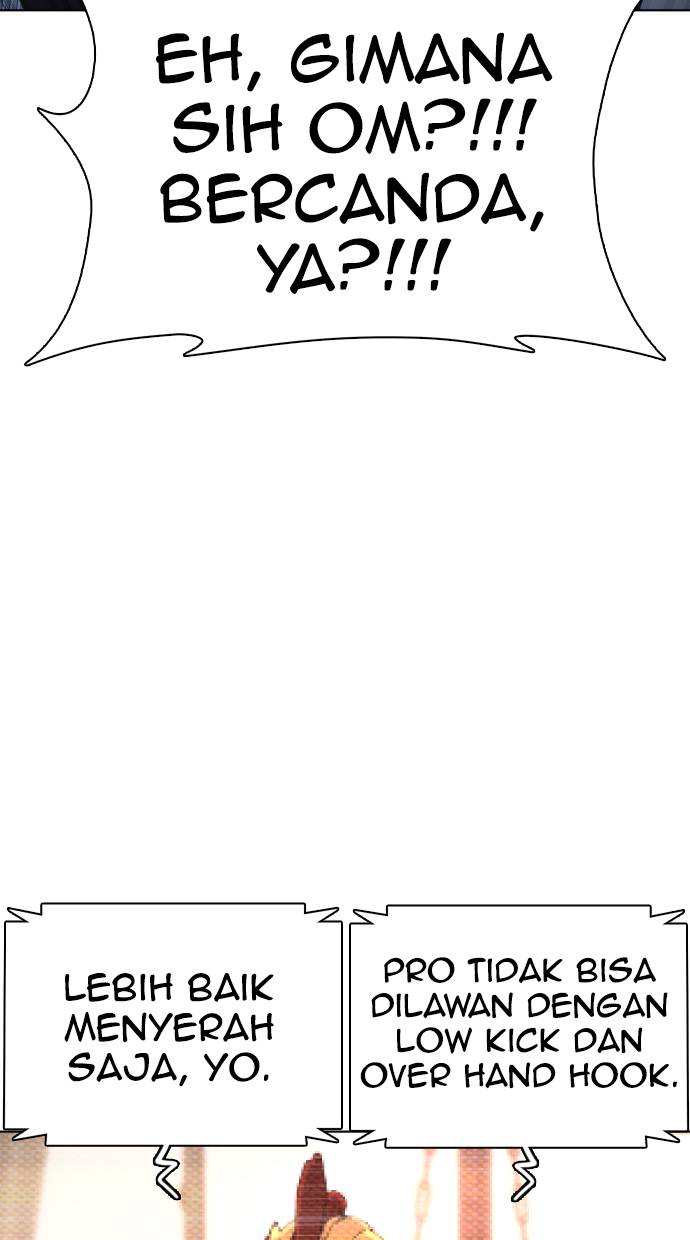 EH, GIMANA
SIH OM?!!!
BERCANDA,
YA?!!!
LEBIH BAIK
MENYERAH
SAJA, YO.
PRO TIDAK BISA
DILAWAN DENGAN
LOW KICK DAN
OVER HAND HOOK.